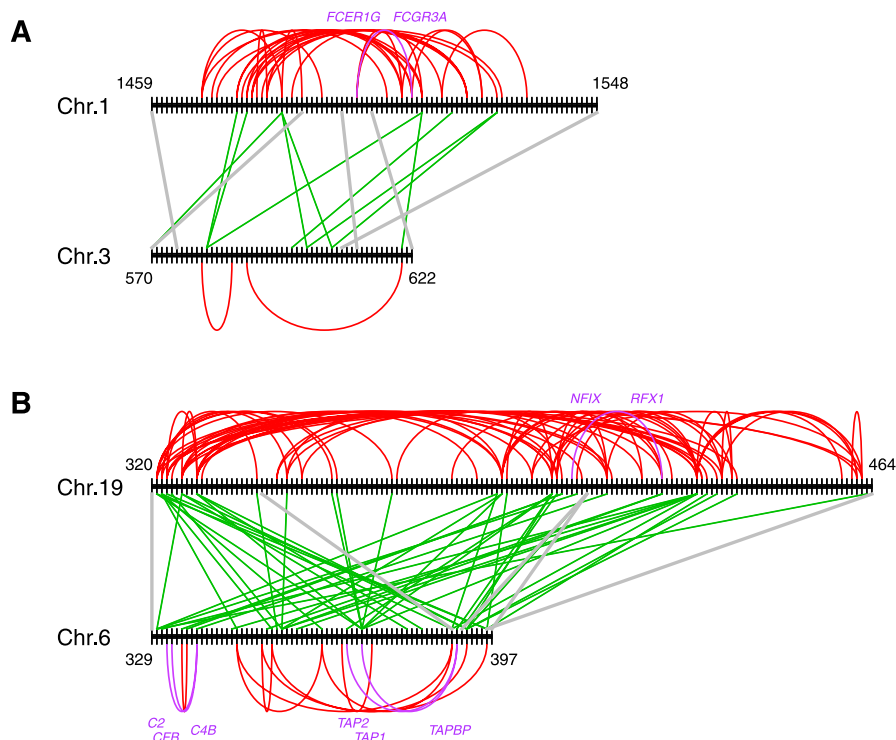 A
FCER1G FCGR3A
1459 1548
Chr.1
Chr.3
570 622
B
NFIX RFX1
320 464
Chr.19
Chr.6
329 397
C2 C4B TAP2 TAPBP
CFB TAP1